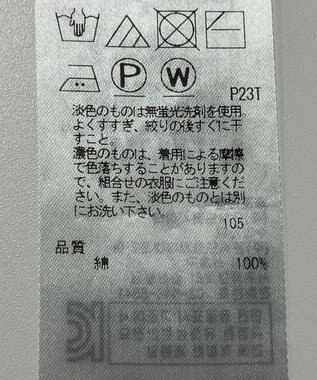 P23T
P
W
淡色のものは無蛍光洗剤を使用。
よくすすぎ、絞りの後すぐに干
すこと。
濃色のものは、着用による摩擦
で色落ちすることがありますの
で、組合せの衣服にご注意くださ
い。また、淡色のものとは別
にお洗い下さい。
105
品質
綿 100%